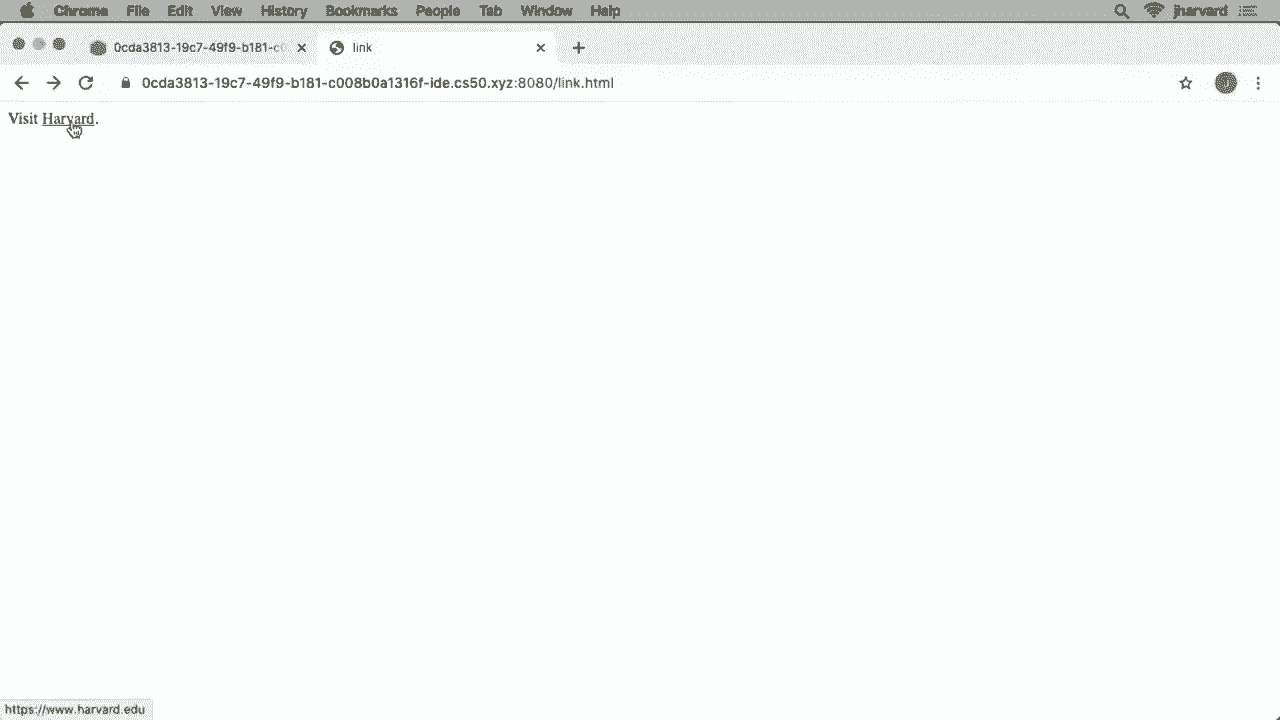 Chrome File Edit View History Bookmarks People Tab Window Help jharvard
0cda3813-19c7-49f9-b181-c0 link
0cda3813-19c7-49f9-b181-c008b0a1316f-ide.cs50.xyz:8080/link.html
Visit Harvard.
https://www.harvard.edu